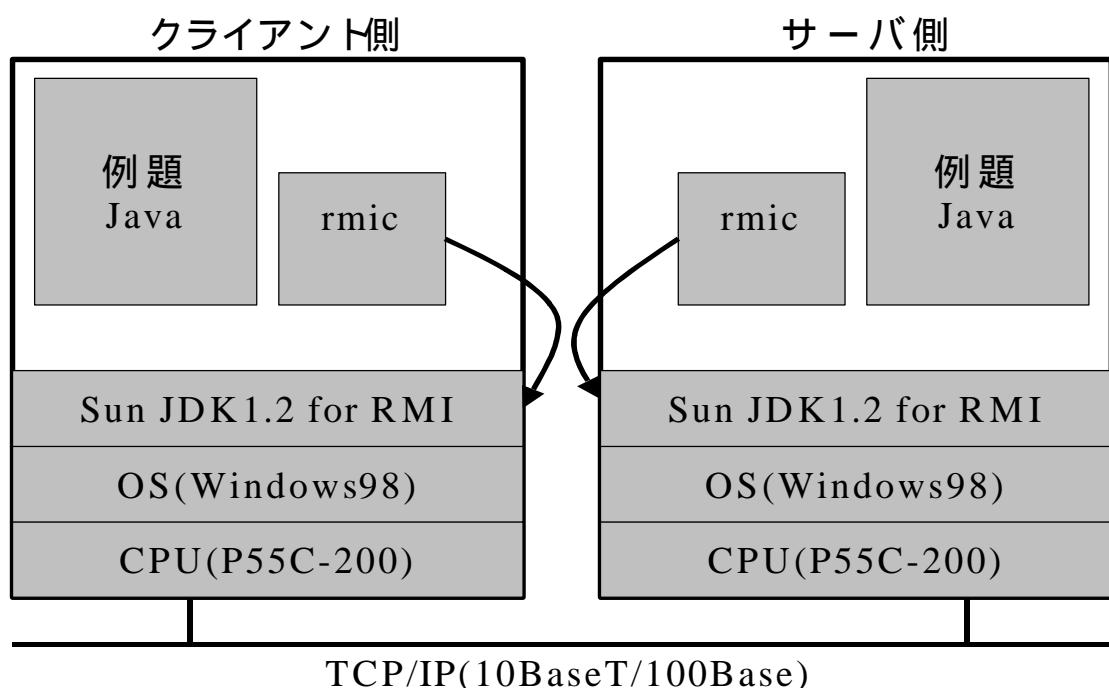 クライアント側
例題
Java
rmic
Sun JDK1.2 for RMI
OS(Windows98)
CPU(P55C-200)
サーバ側
rmic
例題
Java
Sun JDK1.2 for RMI
OS(Windows98)
CPU(P55C-200)
TCP/IP(10BaseT/100Base)